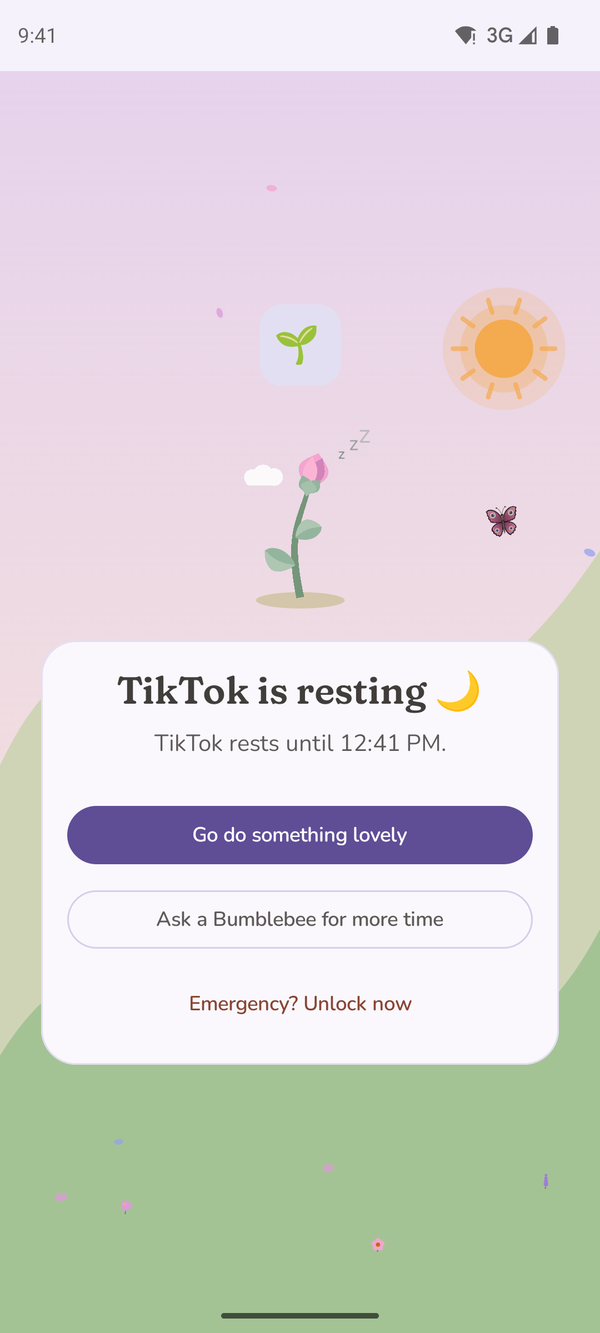 9:41
3G
z z Z
TikTok is resting 🌙
TikTok rests until 12:41 PM.
Go do something lovely
Ask a Bumblebee for more time
Emergency? Unlock now